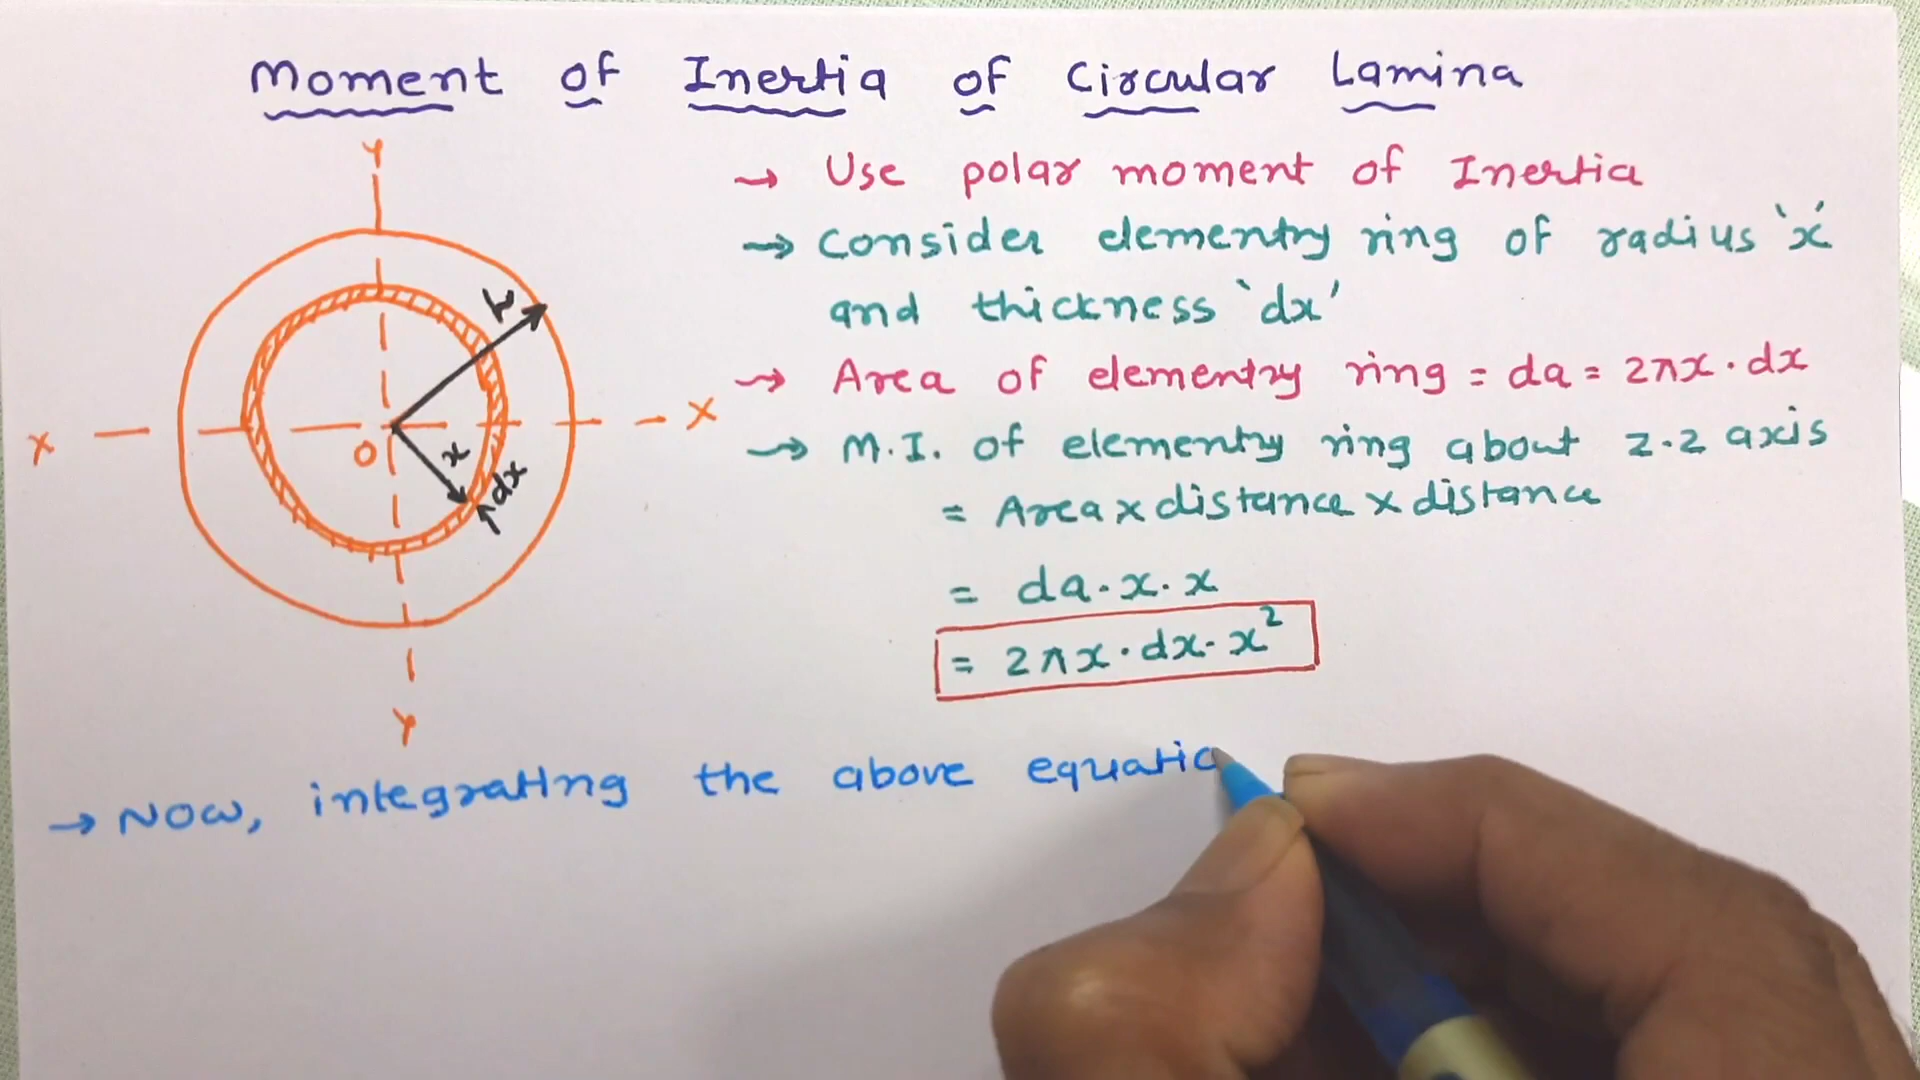 Moment of Inertia of Circular Lamina
Y
→ Use polar moment of Inertia
→ Consider elementry ring of radius 'x'
and thickness 'dx'
r
→ Area of elementry ring = da = 2πx · dx
X
X
→ M.I. of elementry ring about z-z axis
O
x
dx
= Area x distance x distance
= da · x · x
= 2πx · dx · x²
Y
→ Now, integrating the above equatio